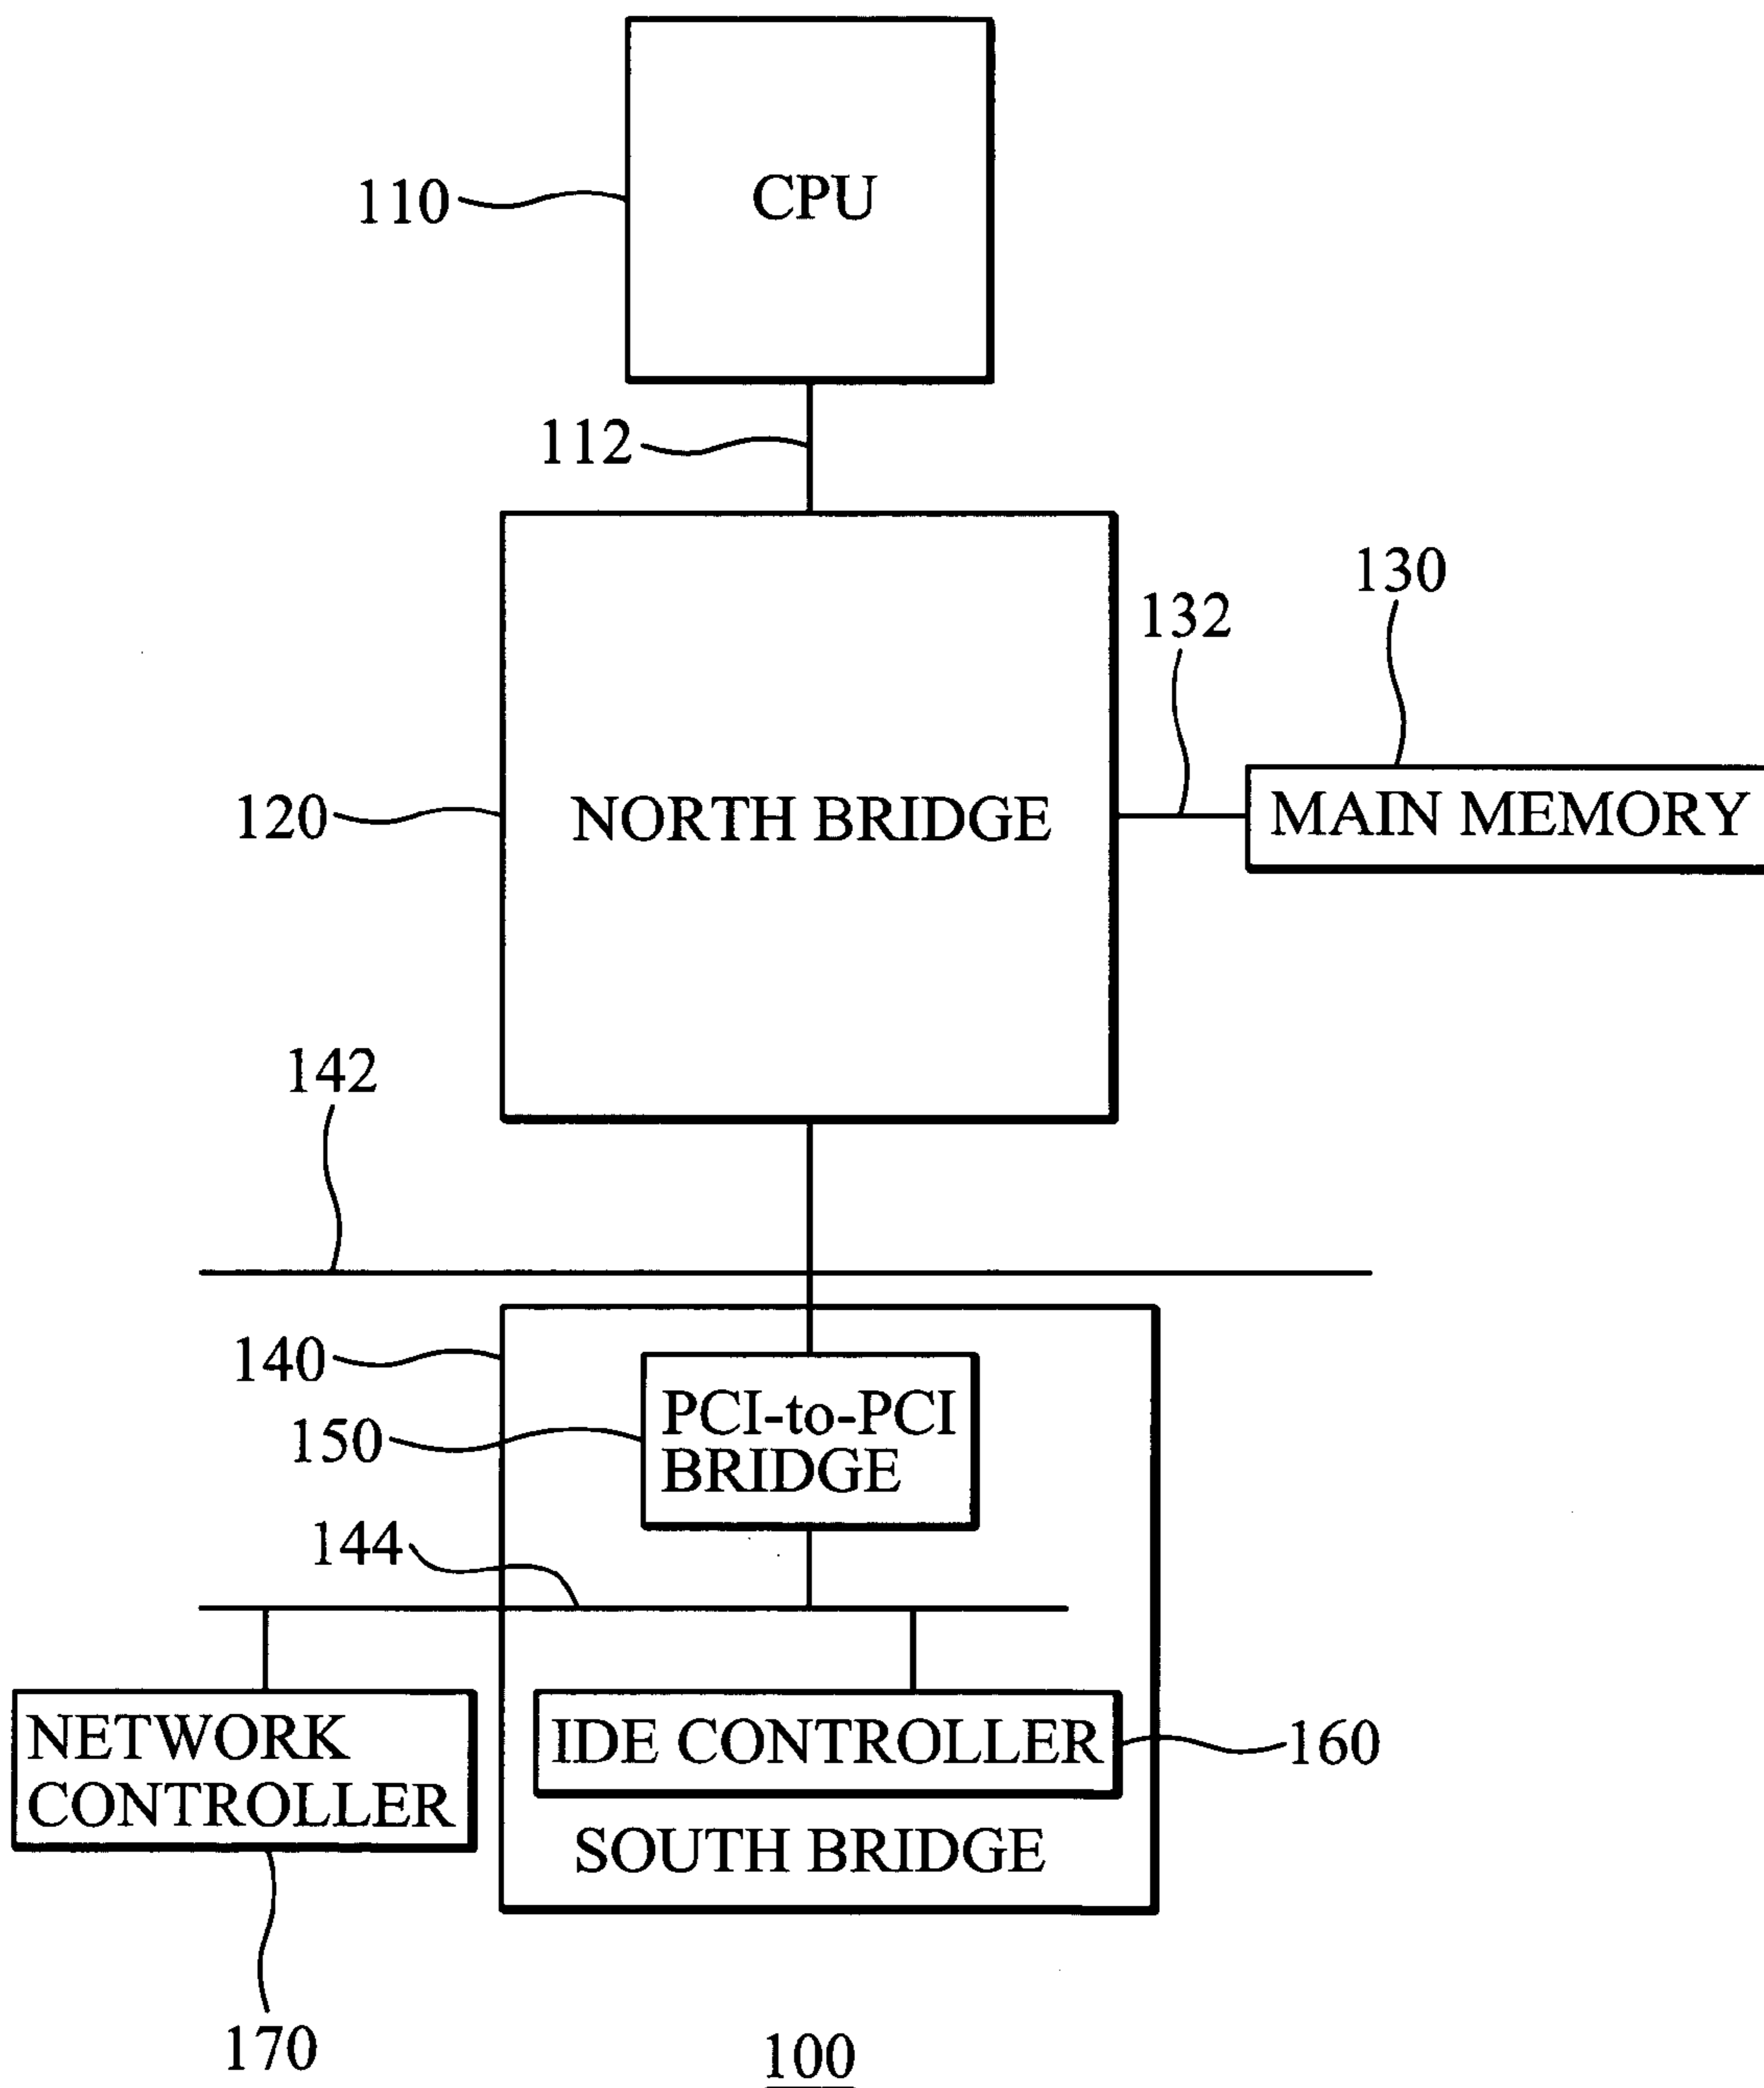 CPU
110
112
130
132
120
NORTH BRIDGE
MAIN MEMORY
142
140
PCI-to-PCI
BRIDGE
150
144
NETWORK
CONTROLLER
IDE CONTROLLER
160
SOUTH BRIDGE
170
100